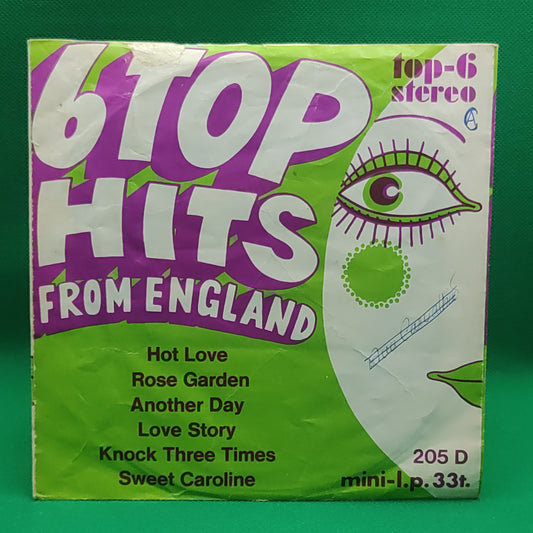 6 TOP
HITS
FROM ENGLAND
top-6
stereo
A
Hot Love
Rose Garden
Another Day
Love Story
Knock Three Times
Sweet Caroline
205 D
mini-l.p. 33t.